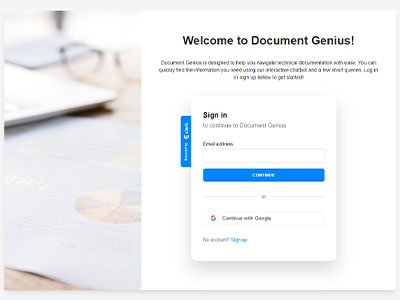 Welcome to Document Genius!
Document Genius is designed to help you navigate technical documentation with ease. You can
quickly find the information you need using our interactive chatbot and a few short queries. Log in
or sign up below to get started!
Sign in
to continue to Document Genius
Secured by clerk
Email address
CONTINUE
or
Continue with Google
No account? Sign up